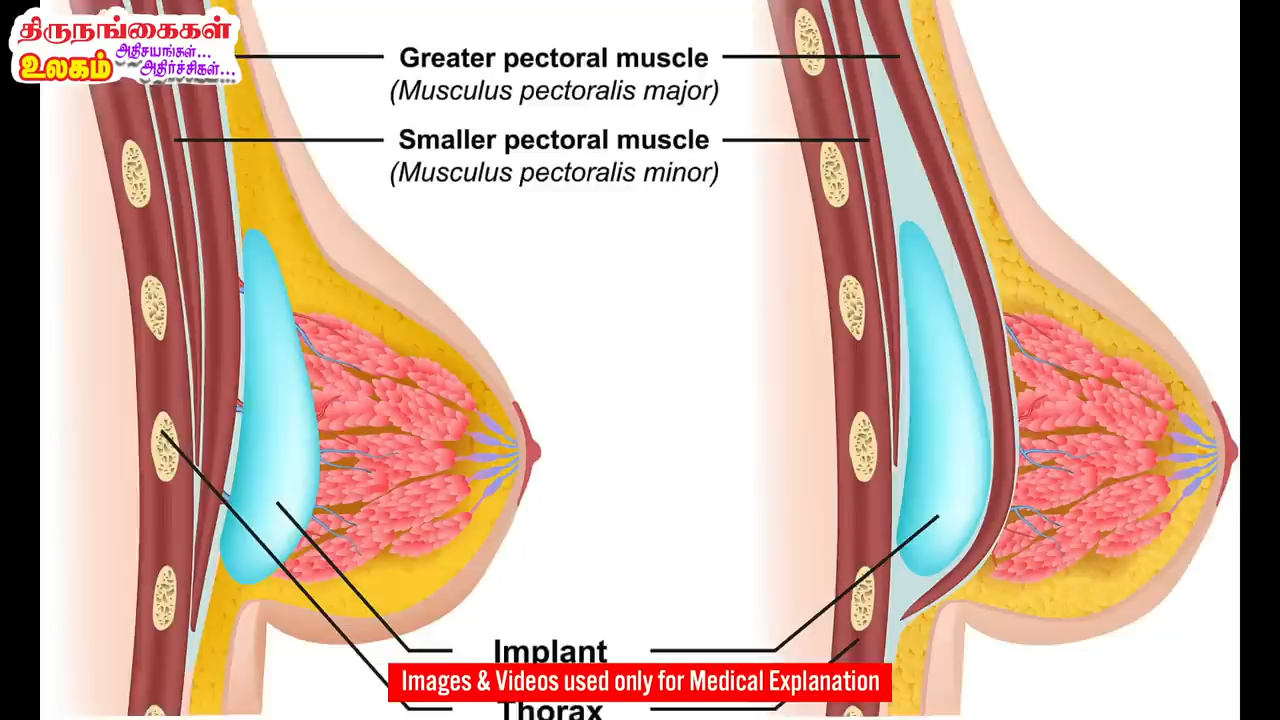 திருநங்கைகள்
உலகம்
அதிசயங்கள்...
அதிர்ச்சிகள்...
Greater pectoral muscle
(Musculus pectoralis major)
Smaller pectoral muscle
(Musculus pectoralis minor)
Implant
Images & Videos used only for Medical Explanation
Thorax